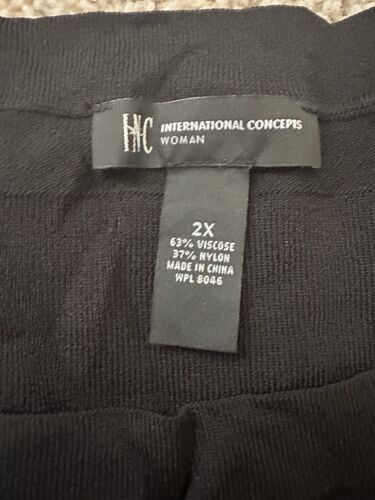 INC INTERNATIONAL CONCEPTS
WOMAN
2X
63% VISCOSE
37% NYLON
MADE IN CHINA
WPL 8046